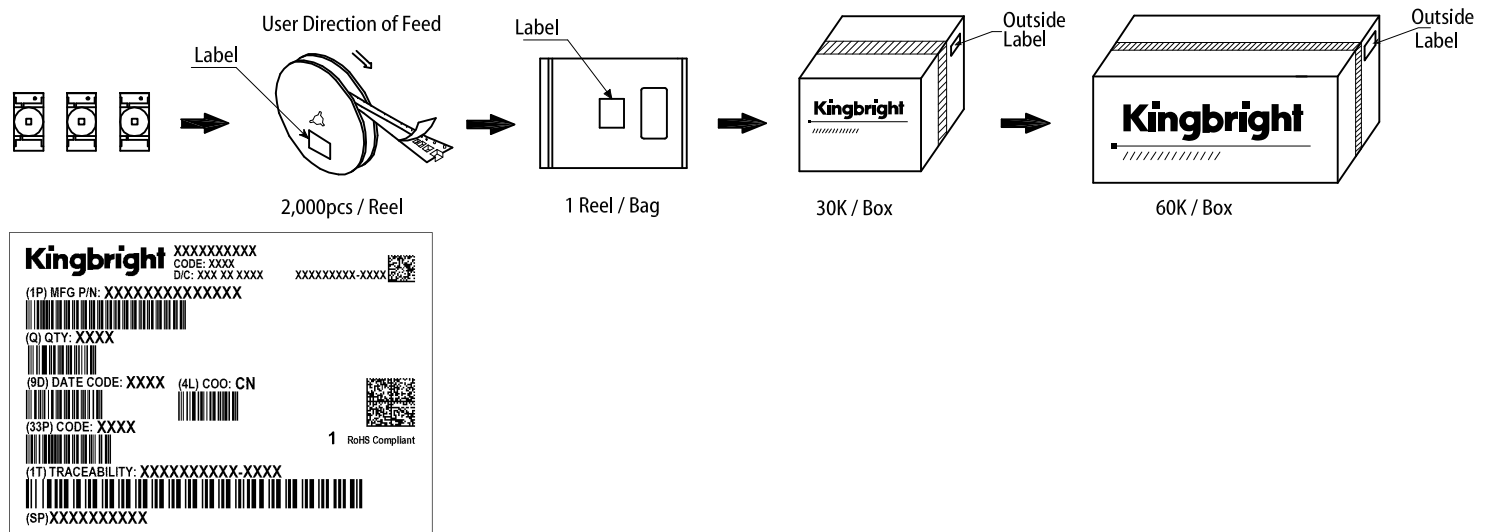 User Direction of Feed
Label
Label
Outside
Label
Outside
Label
Kingbright
Kingbright
2,000pcs / Reel
1 Reel / Bag
30K / Box
60K / Box
Kingbright
XXXXXXXXXX
CODE: XXXX
D/C: XXX XX XXXX
XXXXXXXXX-XXXX
(1P) MFG P/N: XXXXXXXXXXXXXX
(Q) QTY: XXXX
(9D) DATE CODE: XXXX
(4L) COO: CN
(33P) CODE: XXXX
1 RoHS Compliant
(1T) TRACEABILITY: XXXXXXXXXX-XXXX
(SP)XXXXXXXXXX